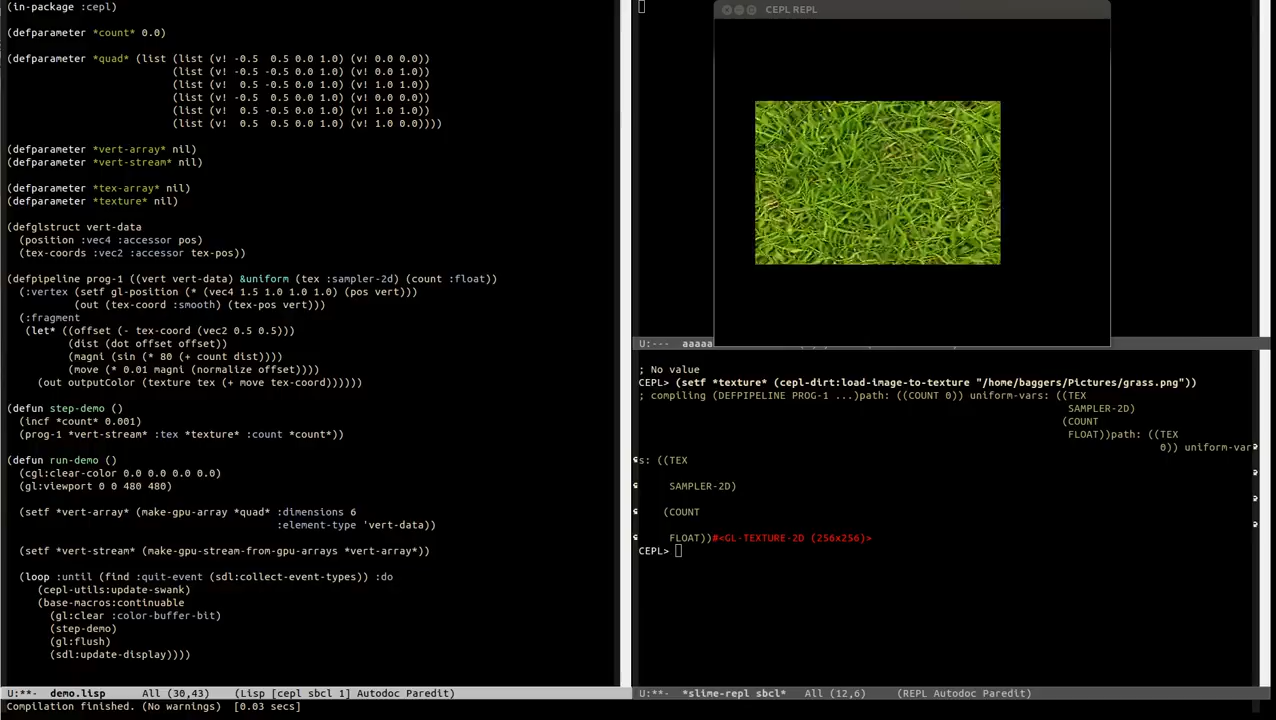 (in-package :cepl)
(defparameter *count* 0.0)
(defparameter *quad* (list (list (v! -0.5  0.5 0.0 1.0) (v! 0.0 0.0))
(list (v! -0.5 -0.5 0.0 1.0) (v! 0.0 1.0))
(list (v!  0.5 -0.5 0.0 1.0) (v! 1.0 1.0))
(list (v! -0.5  0.5 0.0 1.0) (v! 0.0 0.0))
(list (v!  0.5 -0.5 0.0 1.0) (v! 1.0 1.0))
(list (v!  0.5  0.5 0.0 1.0) (v! 1.0 0.0))))
(defparameter *vert-array* nil)
(defparameter *vert-stream* nil)
(defparameter *tex-array* nil)
(defparameter *texture* nil)
(defglstruct vert-data
(position :vec4 :accessor pos)
(tex-coords :vec2 :accessor tex-pos))
(defpipeline prog-1 ((vert vert-data) &uniform (tex :sampler-2d) (count :float))
(:vertex (setf gl-position (* (vec4 1.5 1.0 1.0 1.0) (pos vert)))
(out (tex-coord :smooth) (tex-pos vert)))
(:fragment
(let* ((offset (- tex-coord (vec2 0.5 0.5)))
(dist (dot offset offset))
(magni (sin (* 80 (+ count dist))))
(move (* 0.01 magni (normalize offset))))
(out outputColor (texture tex (+ move tex-coord))))))
(defun step-demo ()
(incf *count* 0.001)
(prog-1 *vert-stream* :tex *texture* :count *count*))
(defun run-demo ()
(cgl:clear-color 0.0 0.0 0.0 0.0)
(gl:viewport 0 0 480 480)
(setf *vert-array* (make-gpu-array *quad* :dimensions 6
:element-type 'vert-data))
(setf *vert-stream* (make-gpu-stream-from-gpu-arrays *vert-array*))
(loop :until (find :quit-event (sdl:collect-event-types)) :do
(cepl-utils:update-swank)
(base-macros:continuable
(gl:clear :color-buffer-bit)
(step-demo)
(gl:flush)
(sdl:update-display))))
U:**-  demo.lisp      All (30,43)     (Lisp [cepl sbcl 1] Autodoc Paredit)
Compilation finished. (No warnings)  [0.03 secs]
CEPL REPL
U:---  aaaaa
; No value
CEPL> (setf *texture* (cepl-dirt:load-image-to-texture "/home/baggers/Pictures/grass.png"))
; compiling (DEFPIPELINE PROG-1 ...)path: ((COUNT 0)) uniform-vars: ((TEX
SAMPLER-2D)
(COUNT
FLOAT))path: ((TEX
0)) uniform-var
s: ((TEX
SAMPLER-2D)
(COUNT
FLOAT))#<GL-TEXTURE-2D (256x256)>
CEPL>
U:**-  *slime-repl sbcl*   All (12,6)     (REPL Autodoc Paredit)